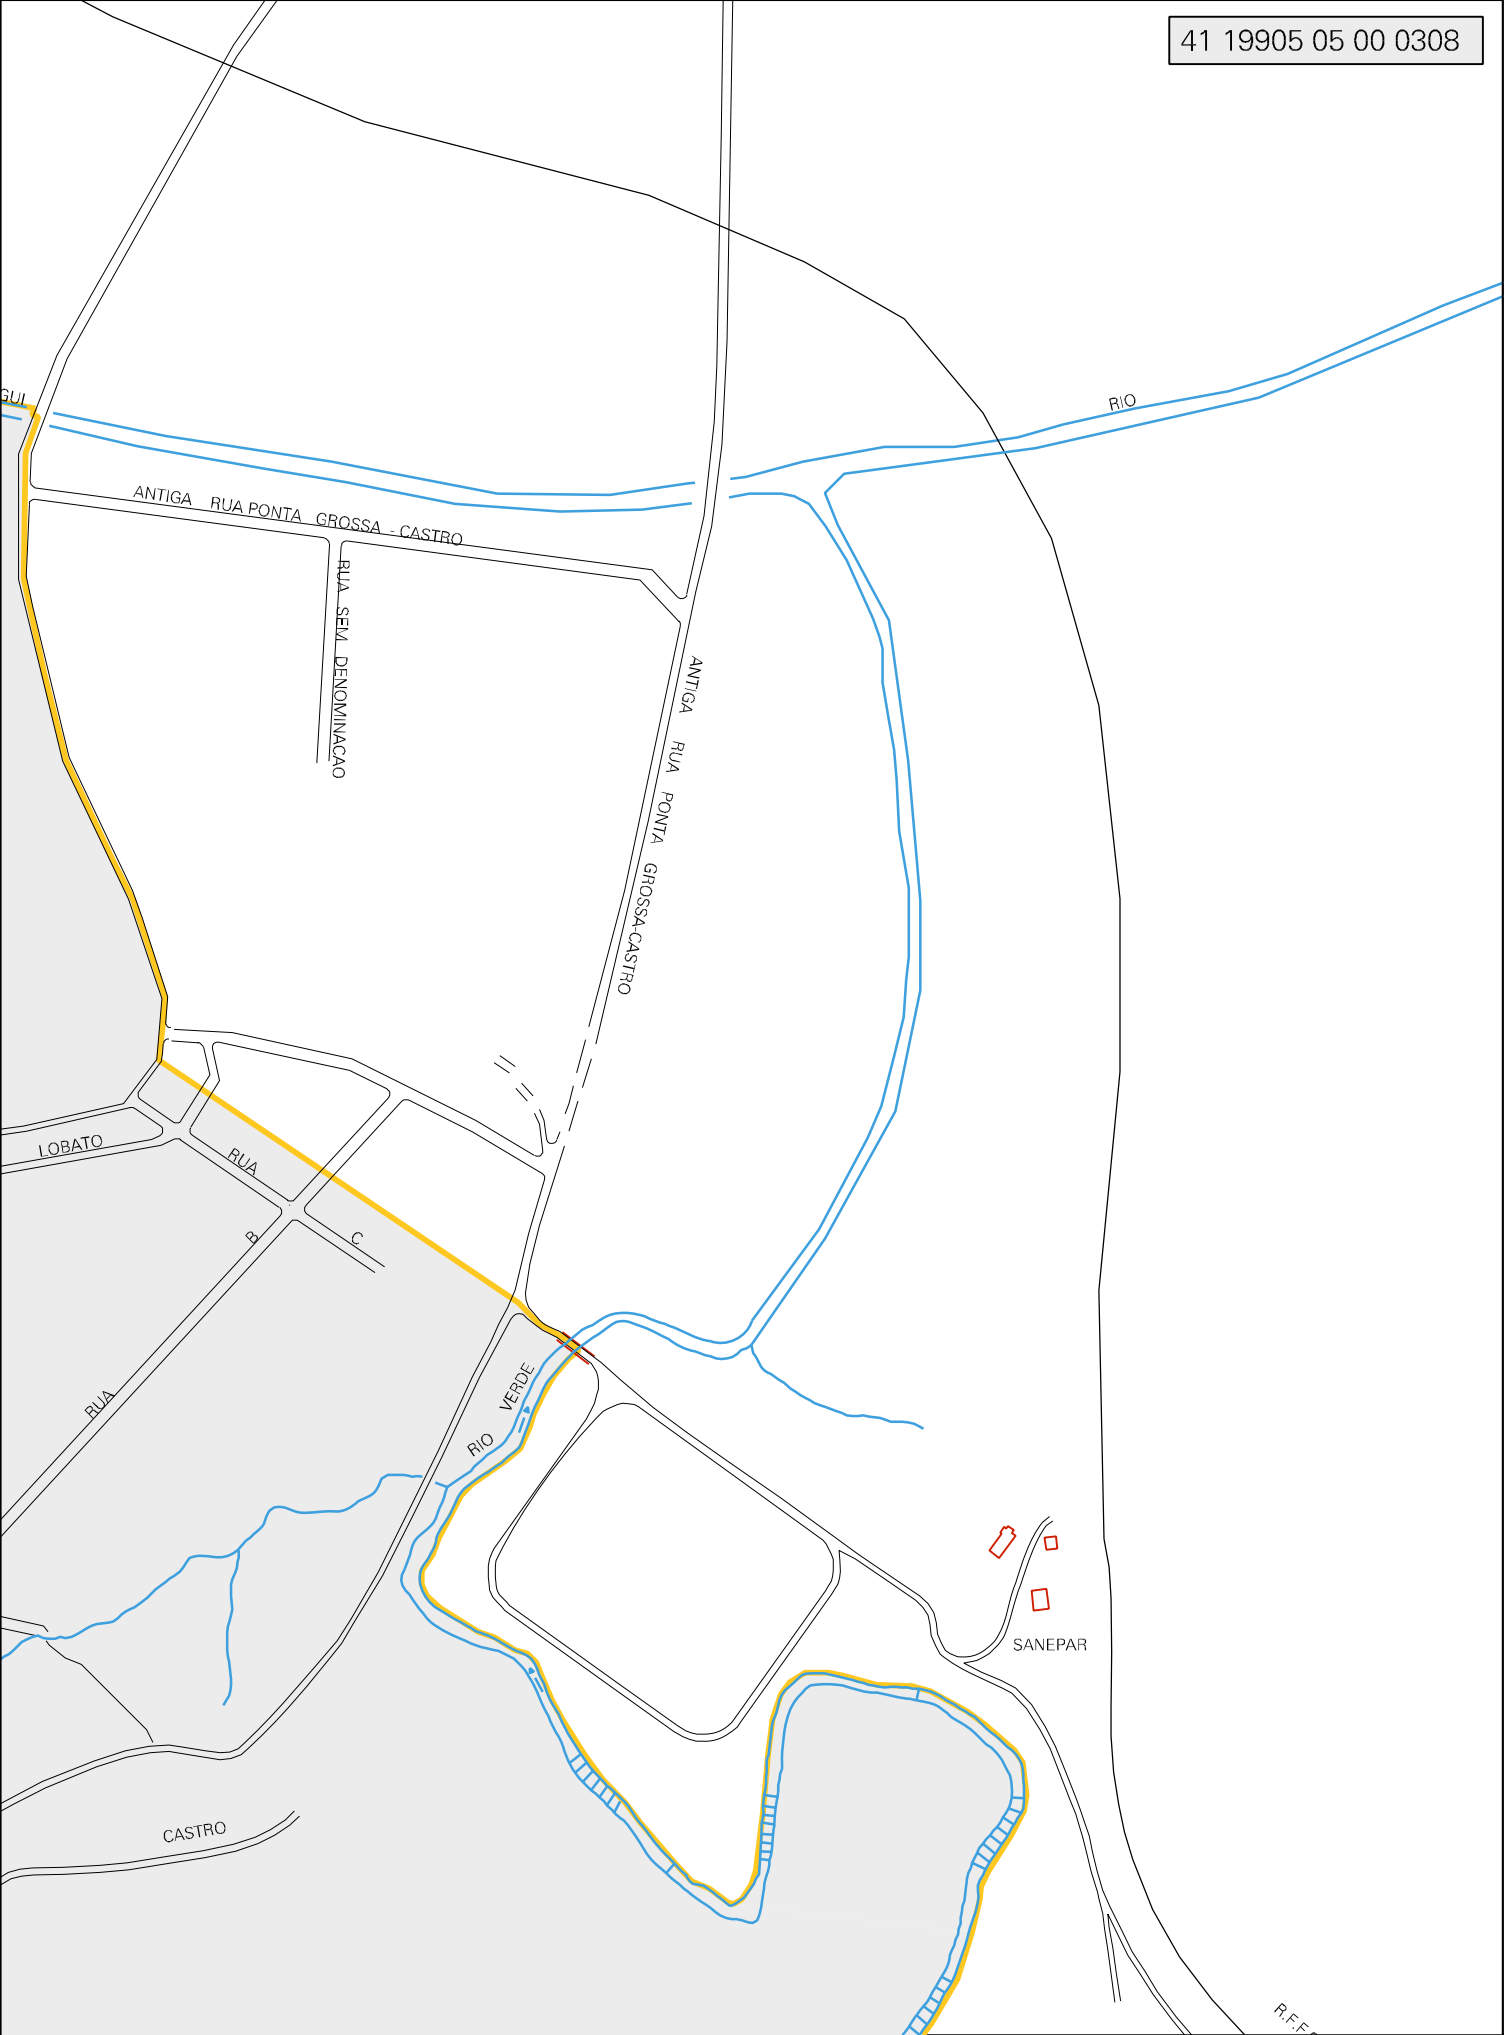 41 19905 05 00 0308
GUI
RIO
ANTIGA RUA PONTA GROSSA - CASTRO
RUA SEM DENOMINACAO
ANTIGA RUA PONTA GROSSA-CASTRO
LOBATO
RUA
B
C
RUA
VERDE
RIO
SANEPAR
CASTRO
R.F.F.